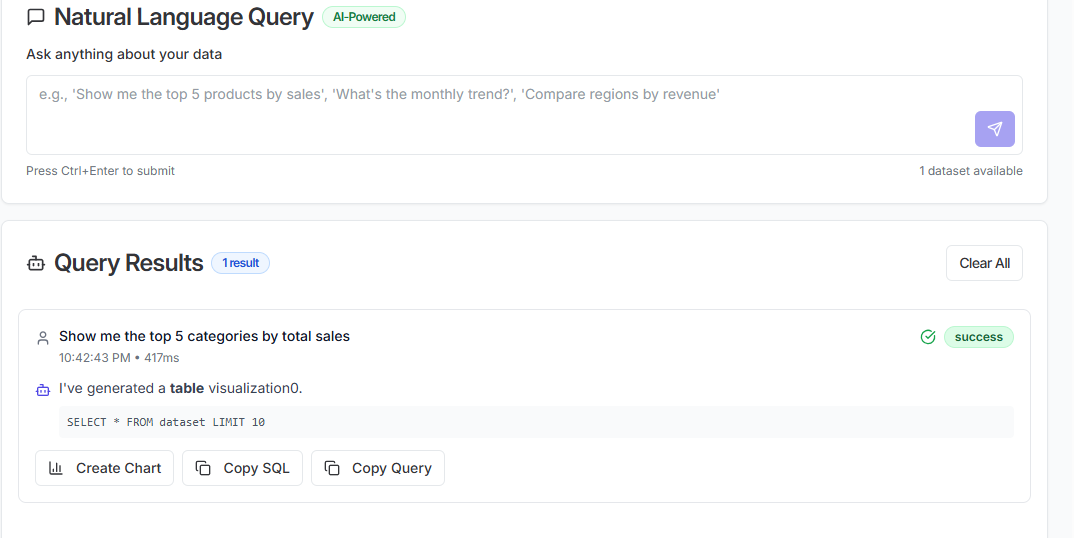 Natural Language Query AI-Powered
Ask anything about your data
e.g., 'Show me the top 5 products by sales', 'What's the monthly trend?', 'Compare regions by revenue'
Press Ctrl+Enter to submit 1 dataset available
Query Results 1 result Clear All
Show me the top 5 categories by total sales success
10:42:43 PM • 417ms
I've generated a table visualization0.
SELECT * FROM dataset LIMIT 10
Create Chart Copy SQL Copy Query